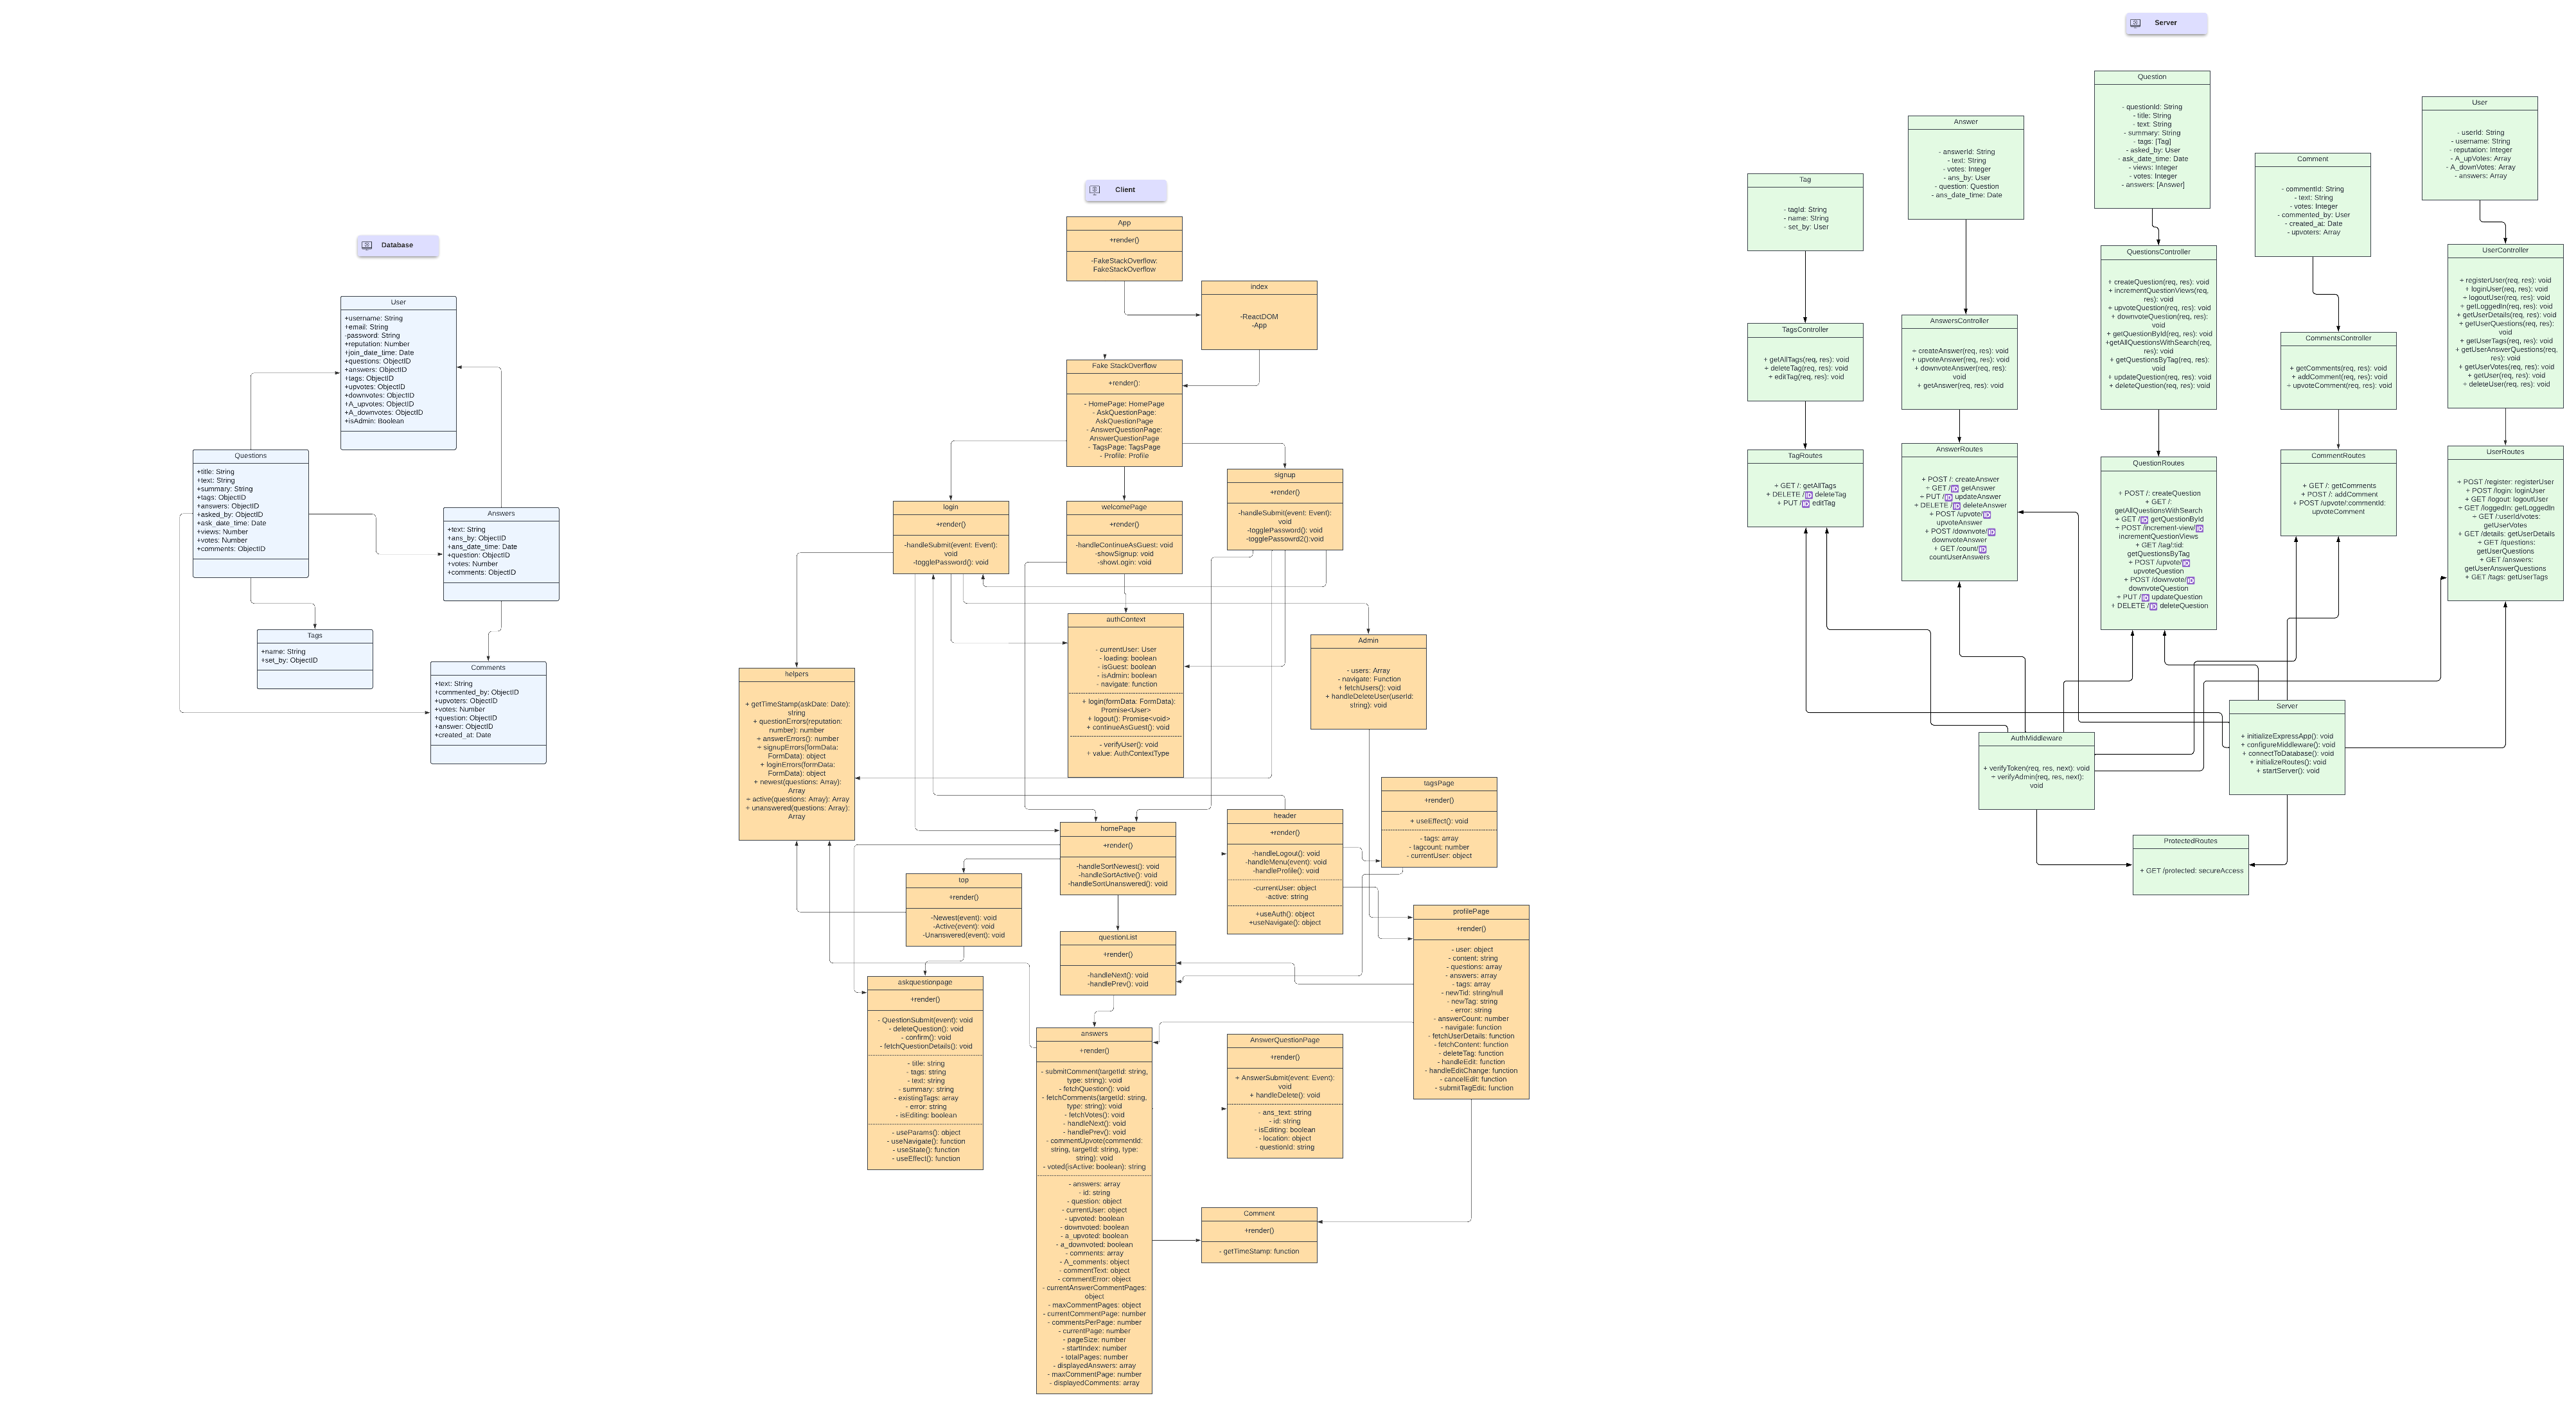 Database
User
+username: String
+email: String
-password: String
+reputation: Number
+join_date_time: Date
+questions: ObjectID
+answers: ObjectID
+tags: ObjectID
+upvotes: ObjectID
+downvotes: ObjectID
+A_upvotes: ObjectID
+A_downvotes: ObjectID
+isAdmin: Boolean
Questions
+title: String
+text: String
+summary: String
+tags: ObjectID
+answers: ObjectID
+asked_by: ObjectID
+ask_date_time: Date
+views: Number
+votes: Number
+comments: ObjectID
Answers
+text: String
+ans_by: ObjectID
+ans_date_time: Date
+question: ObjectID
+votes: Number
+comments: ObjectID
Tags
+name: String
+set_by: ObjectID
Comments
+text: String
+commented_by: ObjectID
+upvoters: ObjectID
+votes: Number
+question: ObjectID
+answer: ObjectID
+created_at: Date
Client
App
+render()
-FakeStackOverflow:
FakeStackOverflow
index
-ReactDOM
-App
Fake StackOverflow
+render():
- HomePage: HomePage
- AskQuestionPage:
AskQuestionPage
- AnswerQuestionPage:
AnswerQuestionPage
- TagsPage: TagsPage
- Profile: Profile
login
+render()
-handleSubmit(event: Event):
void
-togglePassword(): void
welcomePage
+render()
-handleContinueAsGuest: void
-showSignup: void
-showLogin: void
signup
+render()
-handleSubmit(event: Event):
void
-togglePassword(): void
-togglePassowrd2():void
authContext
- currentUser: User
- loading: boolean
- isGuest: boolean
- isAdmin: boolean
- navigate: function
+ login(formData: FormData):
Promise<User>
+ logout(): Promise<void>
+ continueAsGuest(): void
- verifyUser(): void
+ value: AuthContextType
Admin
- users: Array
- navigate: Function
+ fetchUsers(): void
+ handleDeleteUser(userId:
string): void
helpers
+ getTimeStamp(askDate: Date):
string
+ questionErrors(reputation:
number): number
+ answerErrors(): number
+ signupErrors(formData:
FormData): object
+ loginErrors(formData:
FormData): object
+ newest(questions: Array):
Array
+ active(questions: Array): Array
+ unanswered(questions: Array):
Array
homePage
+render()
-handleSortNewest(): void
-handleSortActive(): void
-handleSortUnanswered(): void
header
+render()
-handleLogout(): void
-handleMenu(event): void
-handleProfile(): void
-currentUser: object
-active: string
+useAuth(): object
+useNavigate(): object
tagsPage
+render()
+ useEffect(): void
- tags: array
- tagcount: number
- currentUser: object
top
+render()
-Newest(event): void
-Active(event): void
-Unanswered(event); void
questionList
+render()
-handleNext(): void
-handlePrev(): void
profilePage
+render()
- user: object
- content: string
- questions: array
- answers: array
- tags: array
- newTid: string/null
- newTag: string
- error: string
- answerCount: number
- navigate: function
- fetchUserDetails: function
- fetchContent: function
- deleteTag: function
- handleEdit: function
- handleEditChange: function
- cancelEdit: function
- submitTagEdit: function
askquestionpage
+render()
- QuestionSubmit(event): void
- deleteQuestion(): void
- confirm(): void
- fetchQuestionDetails(): void
- title: string
- tags: string
- text: string
- summary: string
- existingTags: array
- error: string
- isEditing: boolean
- useParams(): object
- useNavigate(): function
- useState(): function
- useEffect(): function
answers
+render()
- submitComment(targetId: string,
type: string): void
- fetchQuestion(): void
- fetchComments(targetId: string,
type: string): void
- fetchVotes(): void
- handleNext(): void
- handlePrev(): void
- commentUpvote(commentId:
string, targetId: string, type:
string): void
- voted(isActive: boolean): string
- answers: array
- id: string
- question: object
- currentUser: object
- upvoted: boolean
- downvoted: boolean
- a_upvoted: boolean
- a_downvoted: boolean
- comments: array
- A_comments: object
- commentText: object
- commentError: object
- currentAnswerCommentPages:
object
- maxCommentPages: object
- currentCommentPage: number
- commentsPerPage: number
- currentPage: number
- pageSize: number
- startIndex: number
- totalPages: number
- displayedAnswers: array
- maxCommentPage: number
- displayedComments: array
AnswerQuestionPage
+render()
+ AnswerSubmit(event: Event):
void
+ handleDelete(): void
- ans_text: string
- id: string
- isEditing: boolean
- location: object
- questionId: string
Comment
+render()
- getTimeStamp: function
Server
Tag
- tagId: String
- name: String
- set_by: User
Answer
- answerId: String
- text: String
- votes: Integer
- ans_by: User
- question: Question
- ans_date_time: Date
Question
- questionId: String
- title: String
- text: String
- summary: String
- tags: [Tag]
- asked_by: User
- ask_date_time: Date
- views: Integer
- votes: Integer
- answers: [Answer]
Comment
- commentId: String
- text: String
- votes: Integer
- commented_by: User
- created_at: Date
- upvoters: Array
User
- userId: String
- username: String
- reputation: Integer
- A_upVotes: Array
- A_downVotes: Array
- answers: Array
TagsController
+ getAllTags(req, res): void
+ deleteTag(req, res): void
+ editTag(req, res): void
AnswersController
+ createAnswer(req, res): void
+ upvoteAnswer(req, res): void
+ downvoteAnswer(req, res):
void
+ getAnswer(req, res): void
QuestionsController
+ createQuestion(req, res): void
+ incrementQuestionViews(req,
res): void
+ upvoteQuestion(req, res): void
+ downvoteQuestion(req, res):
void
+ getQuestionById(req, res): void
+getAllQuestionsWithSearch(req,
res): void
+ getQuestionsByTag(req, res):
void
+ updateQuestion(req, res): void
+ deleteQuestion(req, res): void
CommentsController
+ getComments(req, res): void
+ addComment(req, res): void
+ upvoteComment(req, res): void
UserController
+ registerUser(req, res): void
+ loginUser(req, res): void
+ logoutUser(req, res): void
+ getLoggedIn(req, res): void
+ getUserDetails(req, res): void
+ getUserQuestions(req, res):
void
+ getUserTags(req, res): void
+ getUserAnswerQuestions(req,
res): void
+ getUserVotes(req, res): void
+ getUser(req, res): void
+ deleteUser(req, res): void
TagRoutes
+ GET /: getAllTags
+ DELETE /🆔 deleteTag
+ PUT /🆔 editTag
AnswerRoutes
+ POST /: createAnswer
+ GET /🆔 getAnswer
+ PUT /🆔 updateAnswer
+ DELETE /🆔 deleteAnswer
+ POST /upvote/🆔
upvoteAnswer
+ POST /downvote/🆔
downvoteAnswer
+ GET /count/🆔
countUserAnswers
QuestionRoutes
+ POST /: createQuestion
+ GET /:
getAllQuestionsWithSearch
+ GET /🆔 getQuestionById
+ POST /increment-view/🆔
incrementQuestionViews
+ GET /tag/:tid:
getQuestionsByTag
+ POST /upvote/🆔
upvoteQuestion
+ POST /downvote/🆔
downvoteQuestion
+ PUT /🆔 updateQuestion
+ DELETE /🆔 deleteQuestion
CommentRoutes
+ GET /: getComments
+ POST /: addComment
+ POST /upvote/:commentId:
upvoteComment
UserRoutes
+ POST /register: registerUser
+ POST /login: loginUser
+ GET /logout: logoutUser
+ GET /loggedIn: getLoggedIn
+ GET /:userId/votes:
getUserVotes
+ GET /details: getUserDetails
+ GET /questions:
getUserQuestions
+ GET /answers:
getUserAnswerQuestions
+ GET /tags: getUserTags
AuthMiddleware
+ verifyToken(req, res, next): void
+ verifyAdmin(req, res, next):
void
Server
+ initializeExpressApp(): void
+ configureMiddleware(): void
+ connectToDatabase(): void
+ initializeRoutes(): void
+ startServer(): void
ProtectedRoutes
+ GET /protected: secureAccess